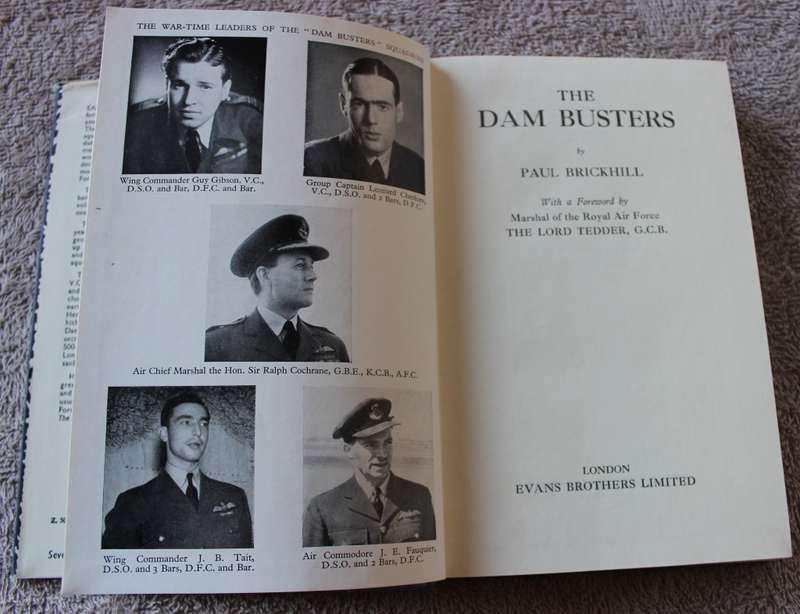 THE WAR-TIME LEADERS OF THE "DAM BUSTERS" SQUADRON
Wing Commander Guy Gibson, V.C.,
D.S.O. and Bar, D.F.C. and Bar.
Group Captain Leonard Cheshire,
V.C., D.S.O. and 2 Bars, D.F.C.
Air Chief Marshal the Hon. Sir Ralph Cochrane, G.B.E., K.C.B., A.F.C.
Wing Commander J. B. Tait,
D.S.O. and 3 Bars, D.F.C. and Bar.
Air Commodore J. E. Fauquier,
D.S.O. and 2 Bars, D.F.C.
THE
DAM BUSTERS
by
PAUL BRICKHILL
With a Foreword by
Marshal of the Royal Air Force
THE LORD TEDDER, G.C.B.
LONDON
EVANS BROTHERS LIMITED